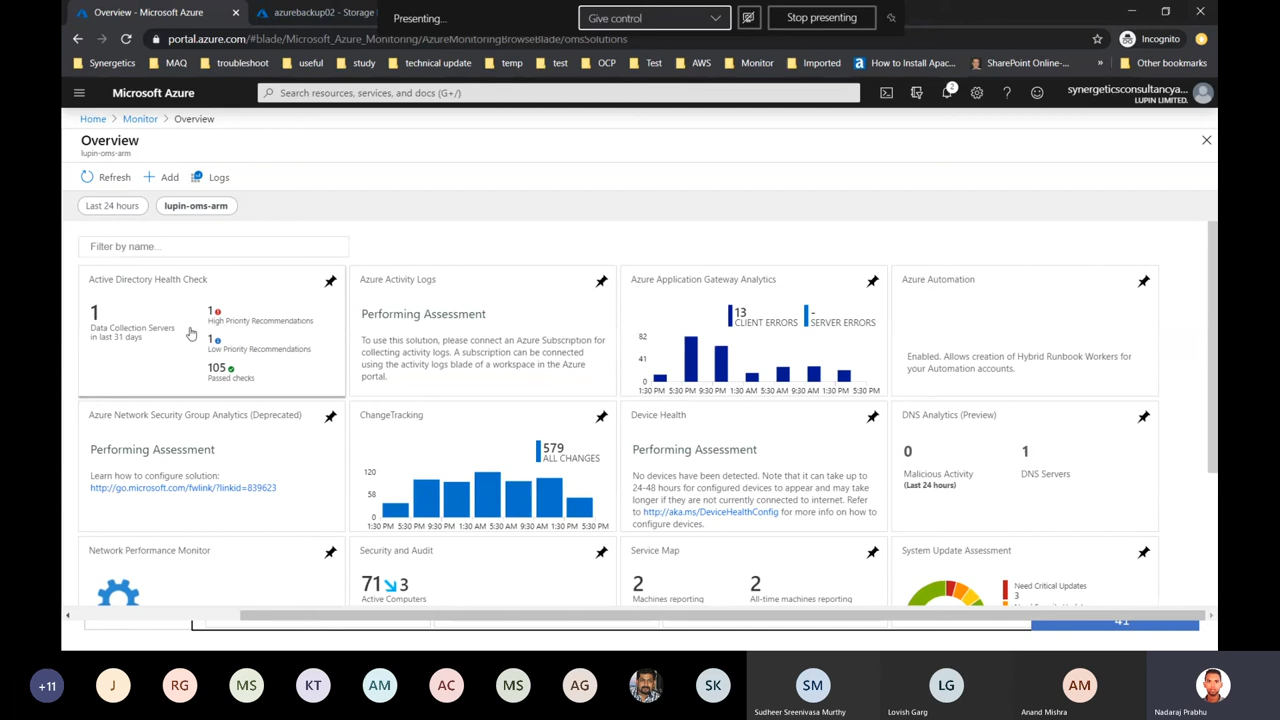 Overview - Microsoft Azure
azurebackup02 - Storage
Presenting...
Give control
Stop presenting
portal.azure.com/#blade/Microsoft_Azure_Monitoring/AzureMonitoringBrowseBlade/omsSolutions
Incognito
Synergetics
MAQ
troubleshoot
useful
study
technical update
temp
test
OCP
Test
AWS
Monitor
Imported
How to Install Apac...
SharePoint Online-...
»
Other bookmarks
Microsoft Azure
Search resources, services, and docs (G+/)
2
synergeticsconsultancya...
LUPIN LIMITED.
Home > Monitor > Overview
Overview
lupin-oms-arm
Refresh
Add
Logs
Last 24 hours
lupin-oms-arm
Filter by name...
Active Directory Health Check
1
Data Collection Servers
in last 31 days
1
High Priority Recommendations
1
Low Priority Recommendations
105
Passed checks
Azure Activity Logs
Performing Assessment
To use this solution, please connect an Azure Subscription for
collecting activity logs. A subscription can be connected
using the activity logs blade of a workspace in the Azure
portal.
Azure Application Gateway Analytics
13
CLIENT ERRORS
-
SERVER ERRORS
82
41
0
1:30 PM 5:30 PM 9:30 PM 1:30 AM 5:30 AM 9:30 AM 1:30 PM 5:30 PM
Azure Automation
Enabled. Allows creation of Hybrid Runbook Workers for
your Automation accounts.
Azure Network Security Group Analytics (Deprecated)
Performing Assessment
Learn how to configure solution:
http://go.microsoft.com/fwlink/?linkid=839623
ChangeTracking
579
ALL CHANGES
120
58
0
1:30 PM 5:30 PM 9:30 PM 1:30 AM 5:30 AM 9:30 AM 1:30 PM 5:30 PM
Device Health
Performing Assessment
No devices have been detected. Note that it can take up to
24-48 hours for configured devices to appear and may take
longer if they are not currently connected to internet. Refer
to http://aka.ms/DeviceHealthConfig for more info on how to
configure devices.
DNS Analytics (Preview)
0
Malicious Activity
(Last 24 hours)
1
DNS Servers
Network Performance Monitor
Security and Audit
71 3
Active Computers
Service Map
2
Machines reporting
2
All-time machines reporting
System Update Assessment
Need Critical Updates
3
41
+11
J
RG
MS
KT
AM
AC
MS
AG
SK
SM
Sudheer Sreenivasa Murthy
LG
Lovish Garg
AM
Anand Mishra
Nadaraj Prabhu